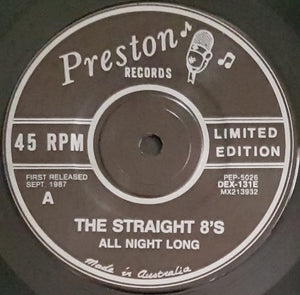 Preston
RECORDS
45 RPM
LIMITED
EDITION
FIRST RELEASED
SEPT. 1987
A
PEP-5026
DEX-131E
MX213932
THE STRAIGHT 8'S
ALL NIGHT LONG
Made in Australia